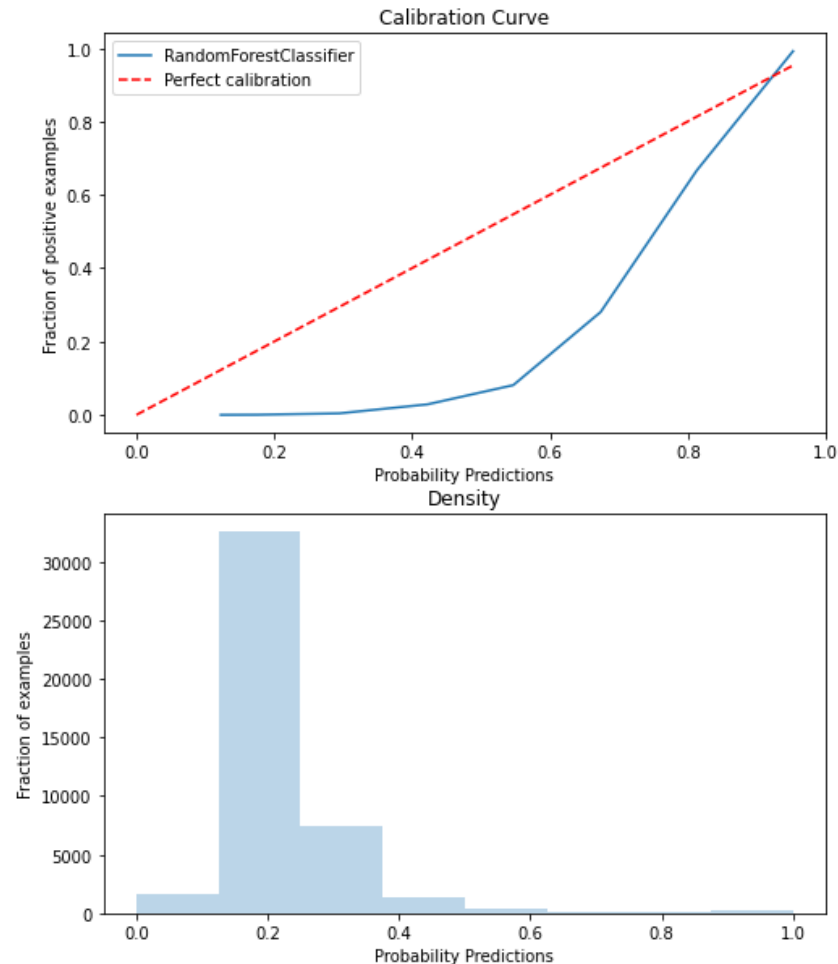 Calibration Curve
RandomForestClassifier
Perfect calibration
Fraction of positive examples
1.0
0.8
0.6
0.4
0.2
0.0
0.0 0.2 0.4 0.6 0.8 1.0
Probability Predictions
Density
Fraction of examples
30000
25000
20000
15000
10000
5000
0
0.0 0.2 0.4 0.6 0.8 1.0
Probability Predictions